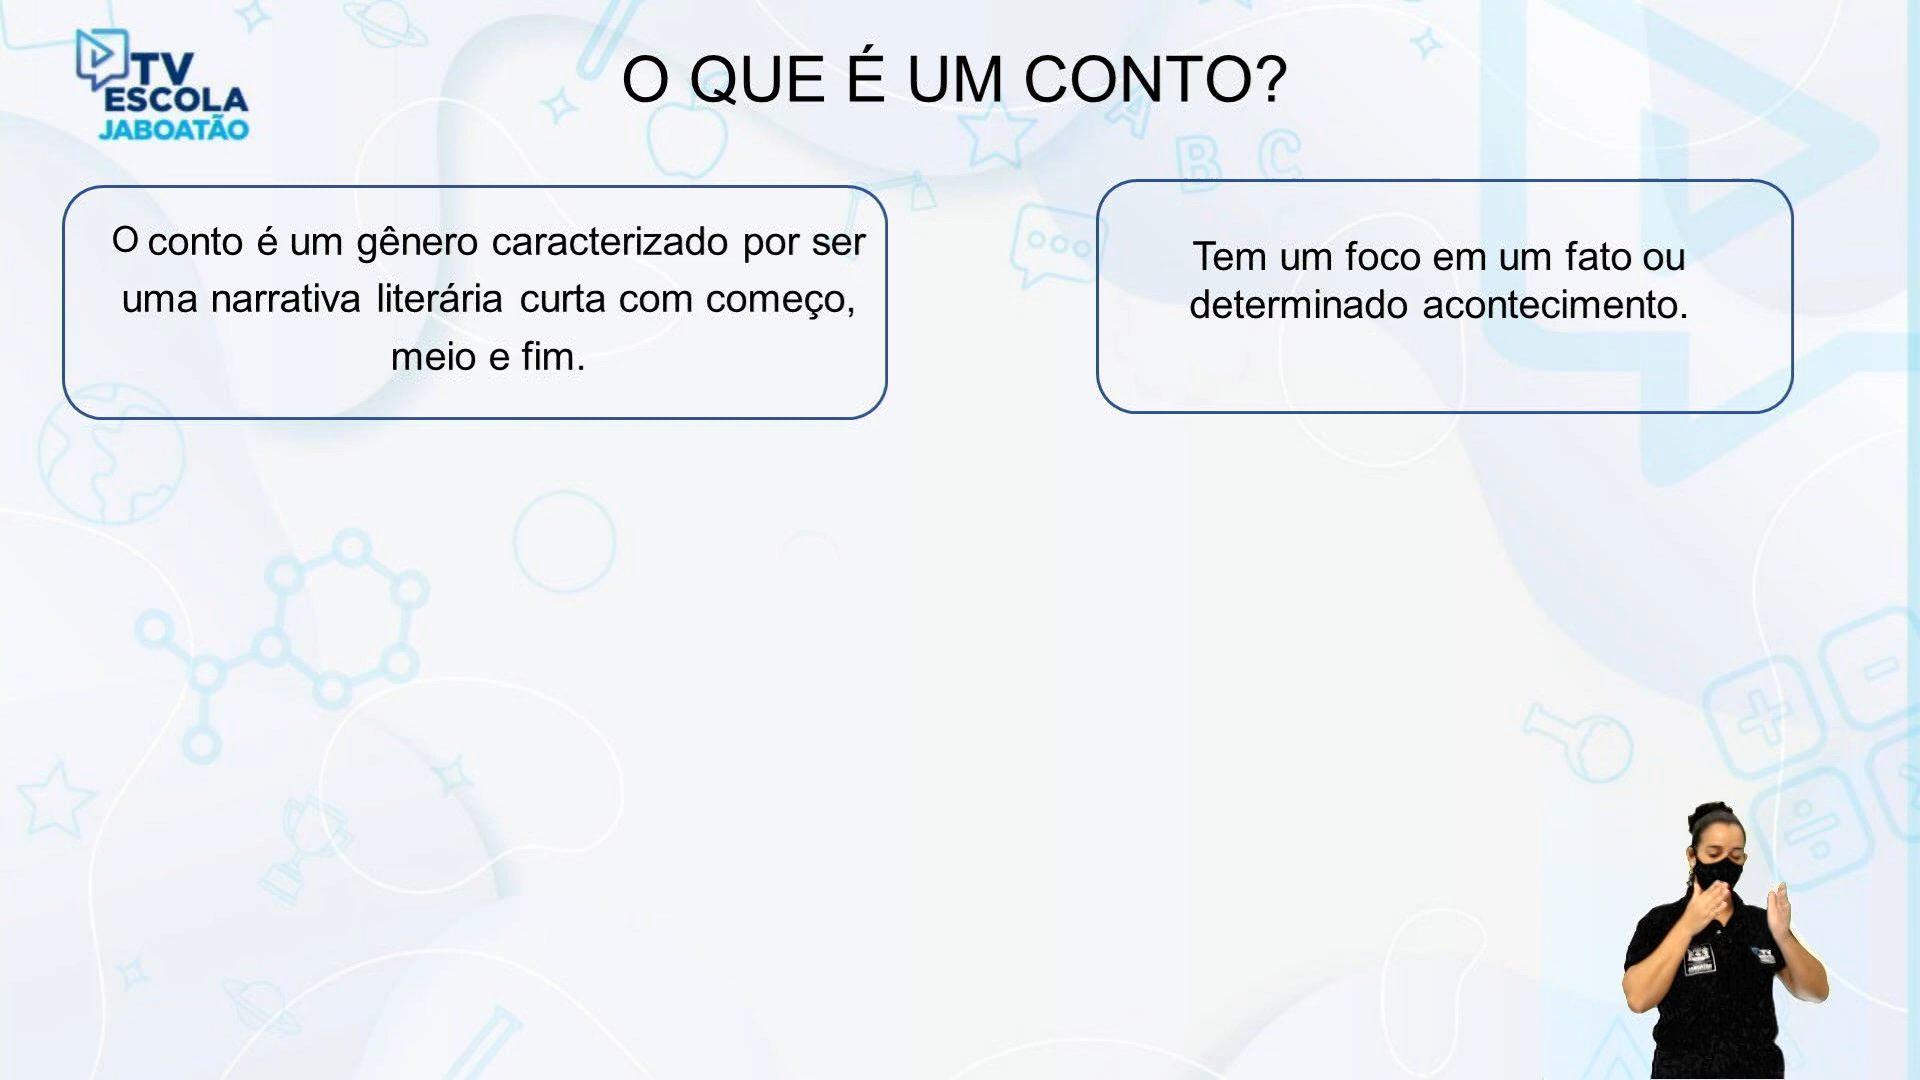 TV
ESCOLA
JABOATÃO
O QUE É UM CONTO?
A
B C
O conto é um gênero caracterizado por ser
uma narrativa literária curta com começo,
meio e fim.
Tem um foco em um fato ou
determinado acontecimento.